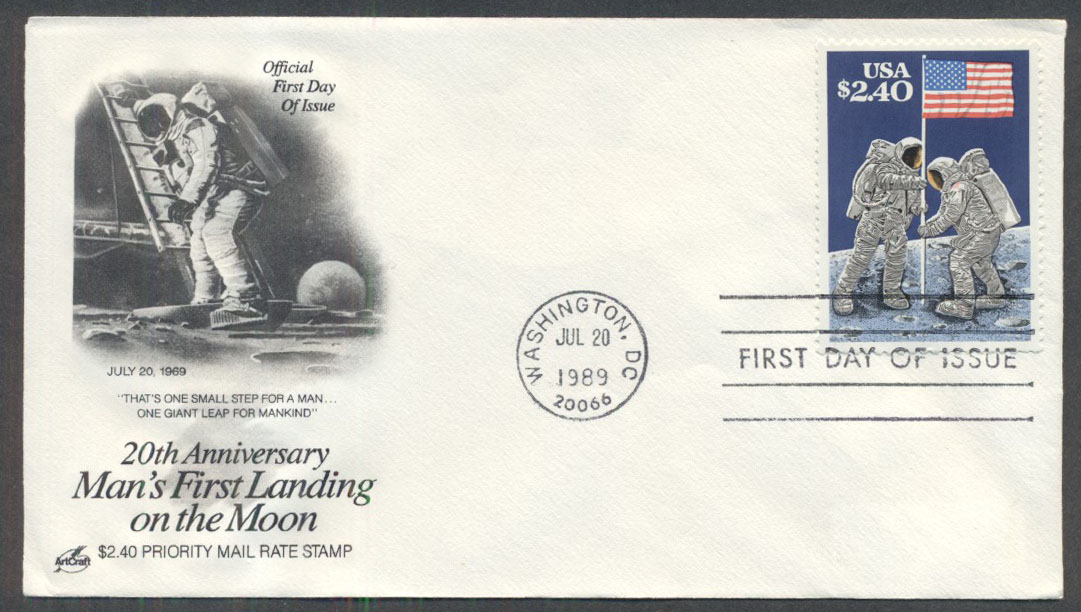 Official
First Day
Of Issue
USA
$2.40
JULY 20, 1969
"THAT'S ONE SMALL STEP FOR A MAN...
ONE GIANT LEAP FOR MANKIND"
20th Anniversary
Man's First Landing
on the Moon
ArtCraft
$2.40 PRIORITY MAIL RATE STAMP
WASHINGTON, DC
JUL 20
1989
20066
FIRST DAY OF ISSUE